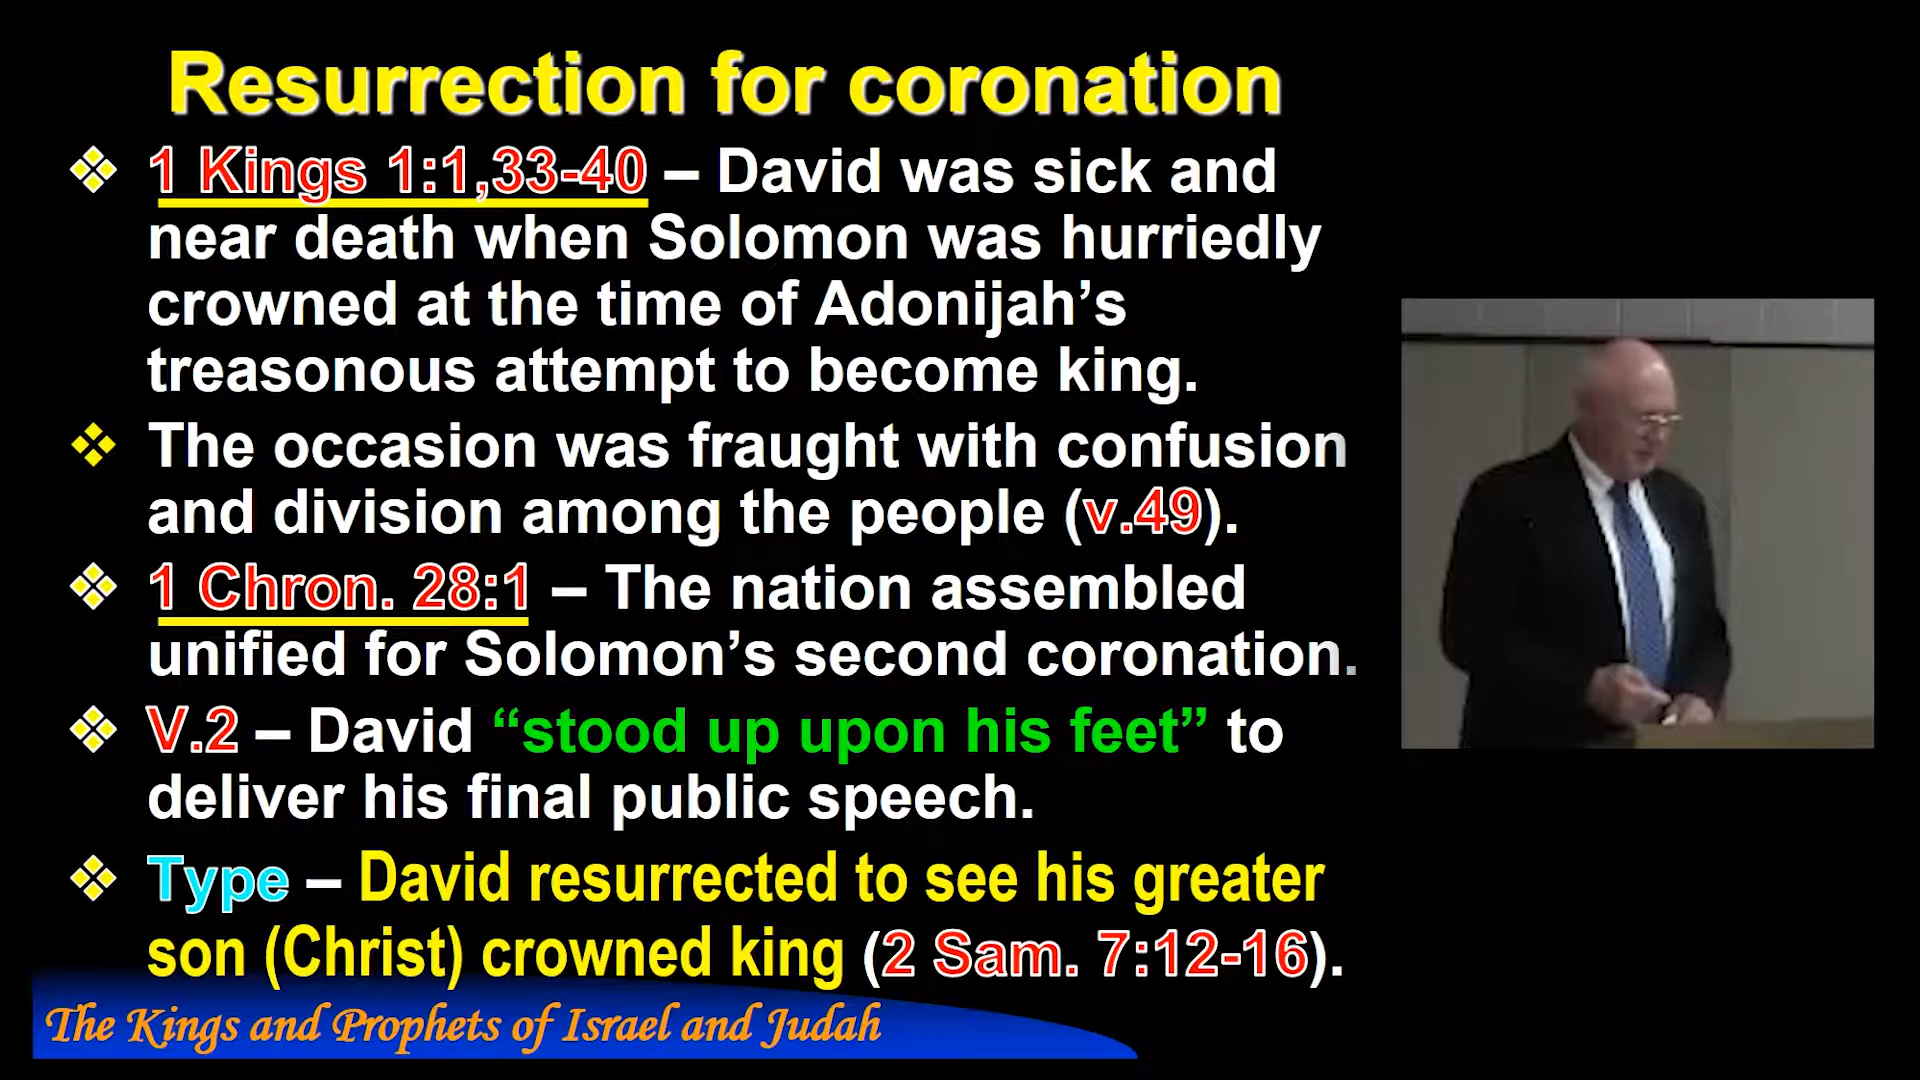 Resurrection for coronation
1 Kings 1:1,33-40 – David was sick and
near death when Solomon was hurriedly
crowned at the time of Adonijah’s
treasonous attempt to become king.
The occasion was fraught with confusion
and division among the people (v.49).
1 Chron. 28:1 – The nation assembled
unified for Solomon’s second coronation.
V.2 – David “stood up upon his feet” to
deliver his final public speech.
Type – David resurrected to see his greater
son (Christ) crowned king (2 Sam. 7:12-16).
The Kings and Prophets of Israel and Judah